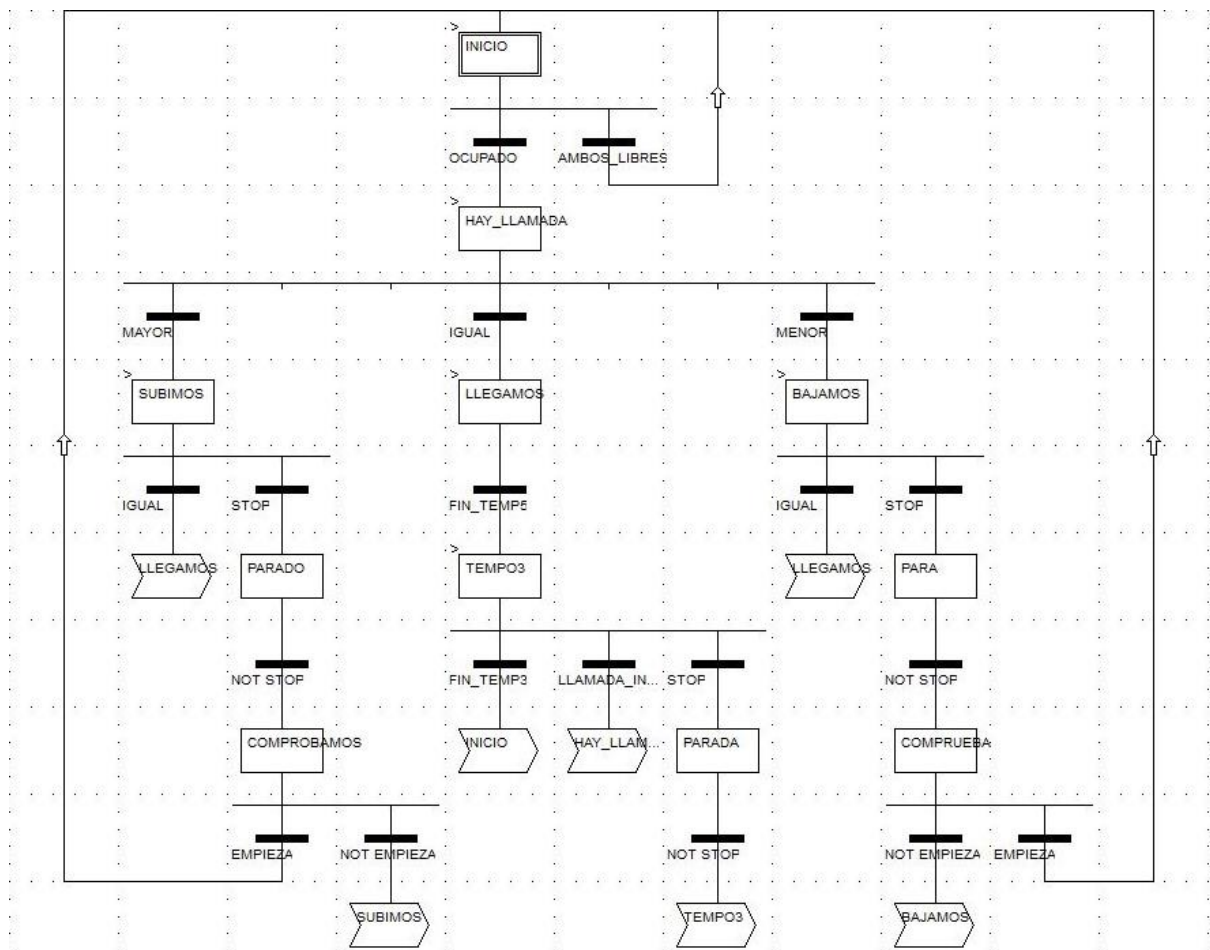 INICIO
OCUPADO AMBOS_LIBRES
HAY_LLAMADA
MAYOR IGUAL MENOR
SUBIMOS LLEGAMOS BAJAMOS
IGUAL STOP FIN_TEMP5 IGUAL STOP
LLEGAMOS PARADO TEMPO3 LLEGAMOS PARA
NOT STOP FIN_TEMP3 LLAMADA_IN... STOP NOT STOP
COMPROBAMOS INICIO HAY_LLAM... PARADA COMPRUEBA
EMPIEZA NOT EMPIEZA NOT STOP NOT EMPIEZA EMPIEZA
SUBIMOS TEMPO3 BAJAMOS